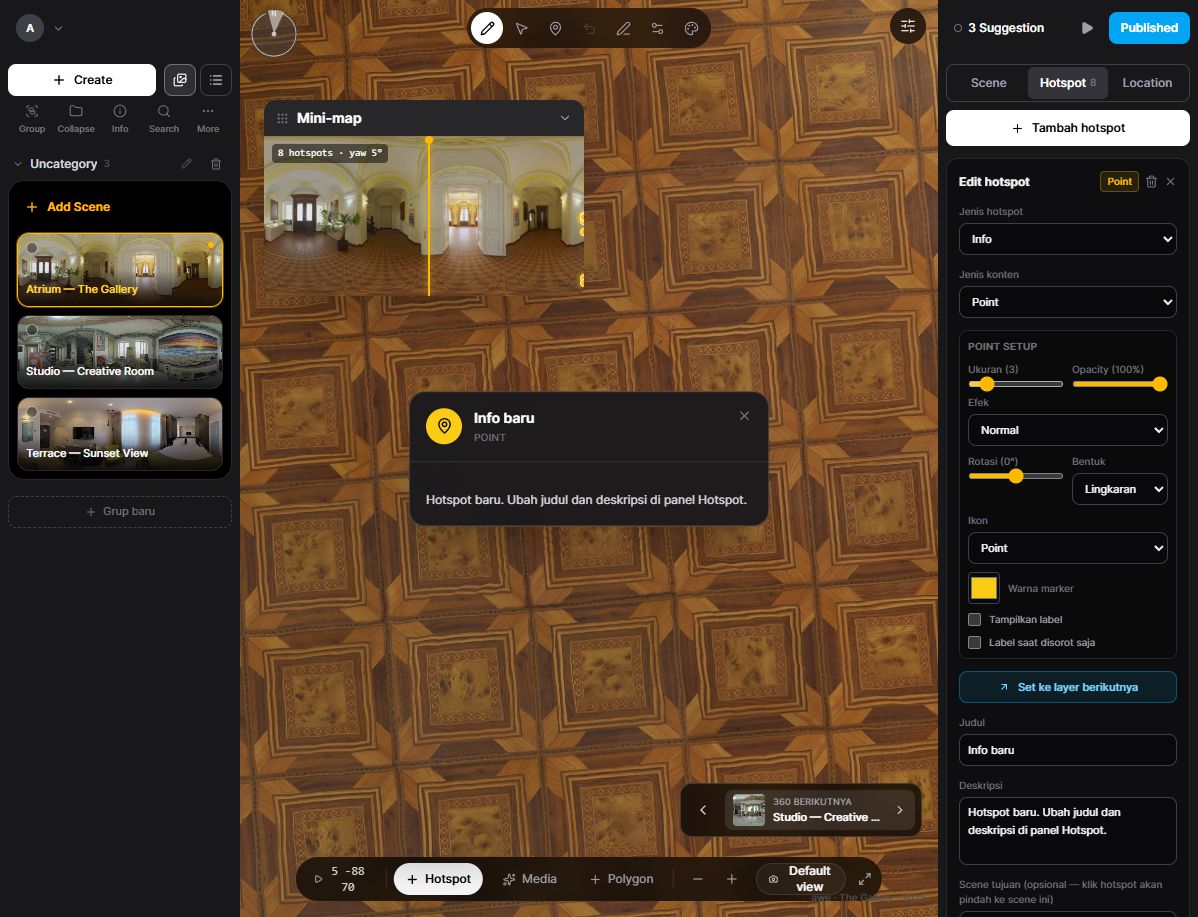 A
Create
Group
Collapse
Info
Search
More
Uncategory 3
Add Scene
Atrium — The Gallery
Studio — Creative Room
Terrace — Sunset View
Grup baru
N
Mini-map
8 hotspots · yaw 5°
Info baru
POINT
Hotspot baru. Ubah judul dan deskripsi di panel Hotspot.
360 BERIKUTNYA
Studio — Creative ...
5 -88
70
Hotspot
Media
Polygon
Default
view
3 Suggestion
Published
Scene
Hotspot 8
Location
Tambah hotspot
Edit hotspot
Point
Jenis hotspot
Info
Jenis konten
Point
POINT SETUP
Ukuran (3)
Opacity (100%)
Efek
Normal
Rotasi (0°)
Bentuk
Lingkaran
Ikon
Point
Warna marker
Tampilkan label
Label saat disorot saja
Set ke layer berikutnya
Judul
Info baru
Deskripsi
Hotspot baru. Ubah judul dan
deskripsi di panel Hotspot.
Scene tujuan (opsional — klik hotspot akan
pindah ke scene ini)